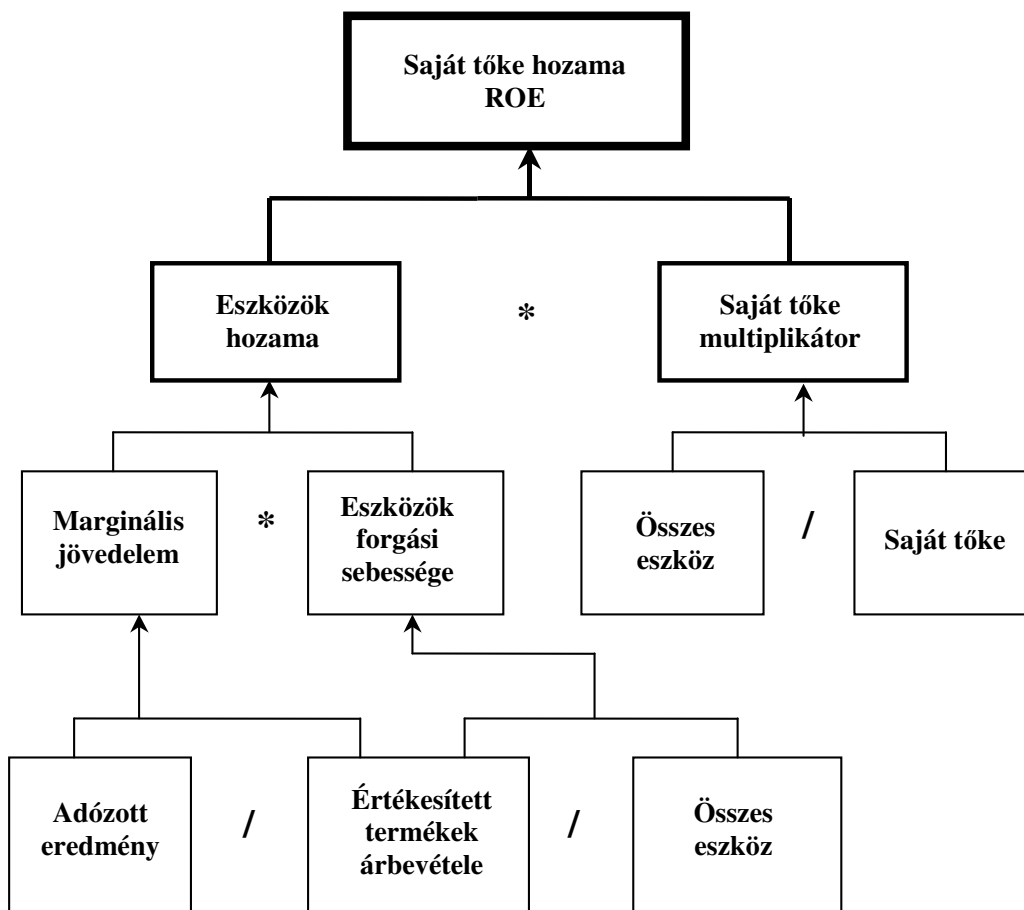 Saját tőke hozama
ROE
Eszközök
hozama
*
Saját tőke
multiplikátor
Marginális
jövedelem
*
Eszközök
forgási
sebessége
Összes
eszköz
/
Saját tőke
Adózott
eredmény
/
Értékesített
termékek
árbevétele
/
Összes
eszköz